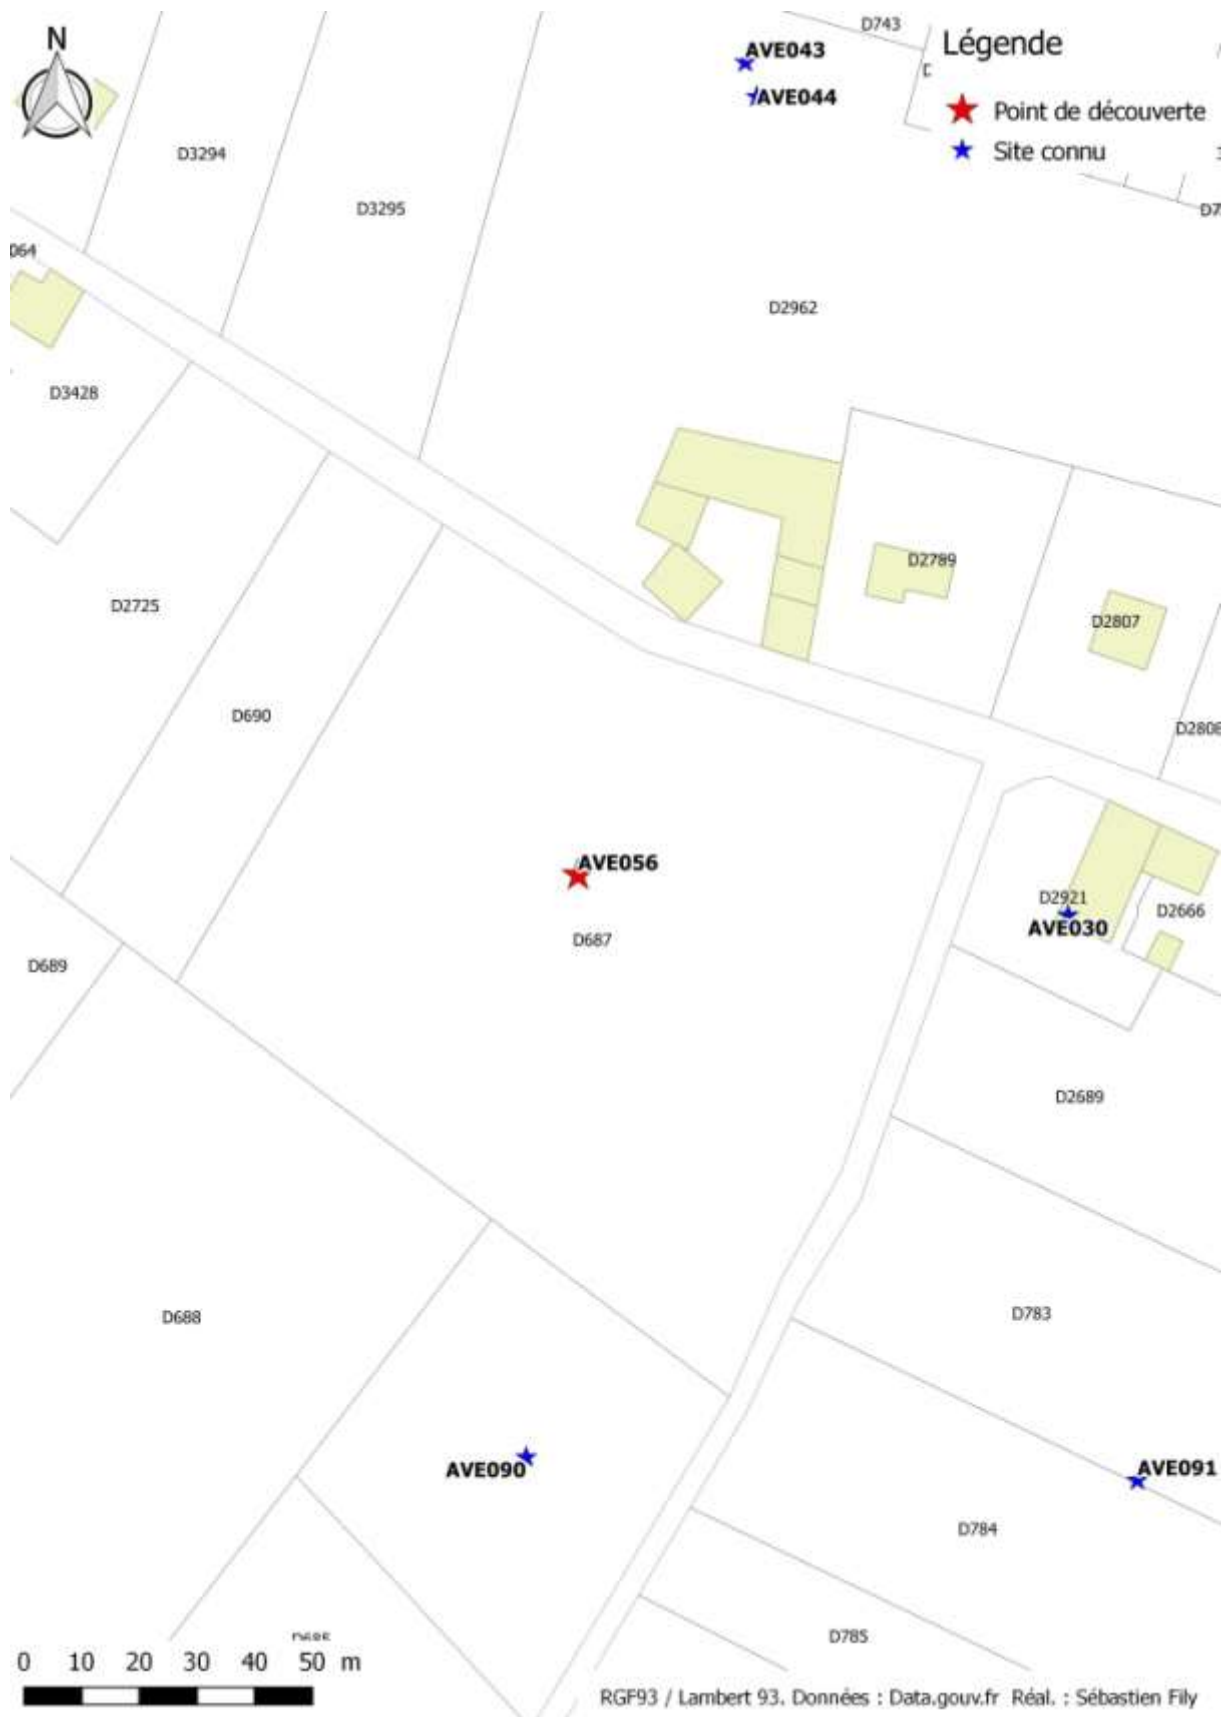 N
D743
Légende
AVE043
AVE044
Point de découverte
Site connu
D3294
D3295
D2962
D3428
D2789
D2725
D2807
D690
D2808
AVE056
D687
D2921
AVE030
D2666
D689
D2689
D688
D783
AVE090
AVE091
D784
D785
0 10 20 30 40 50 m
RGF93 / Lambert 93. Données : Data.gouv.fr Réal. : Sébastien Fily